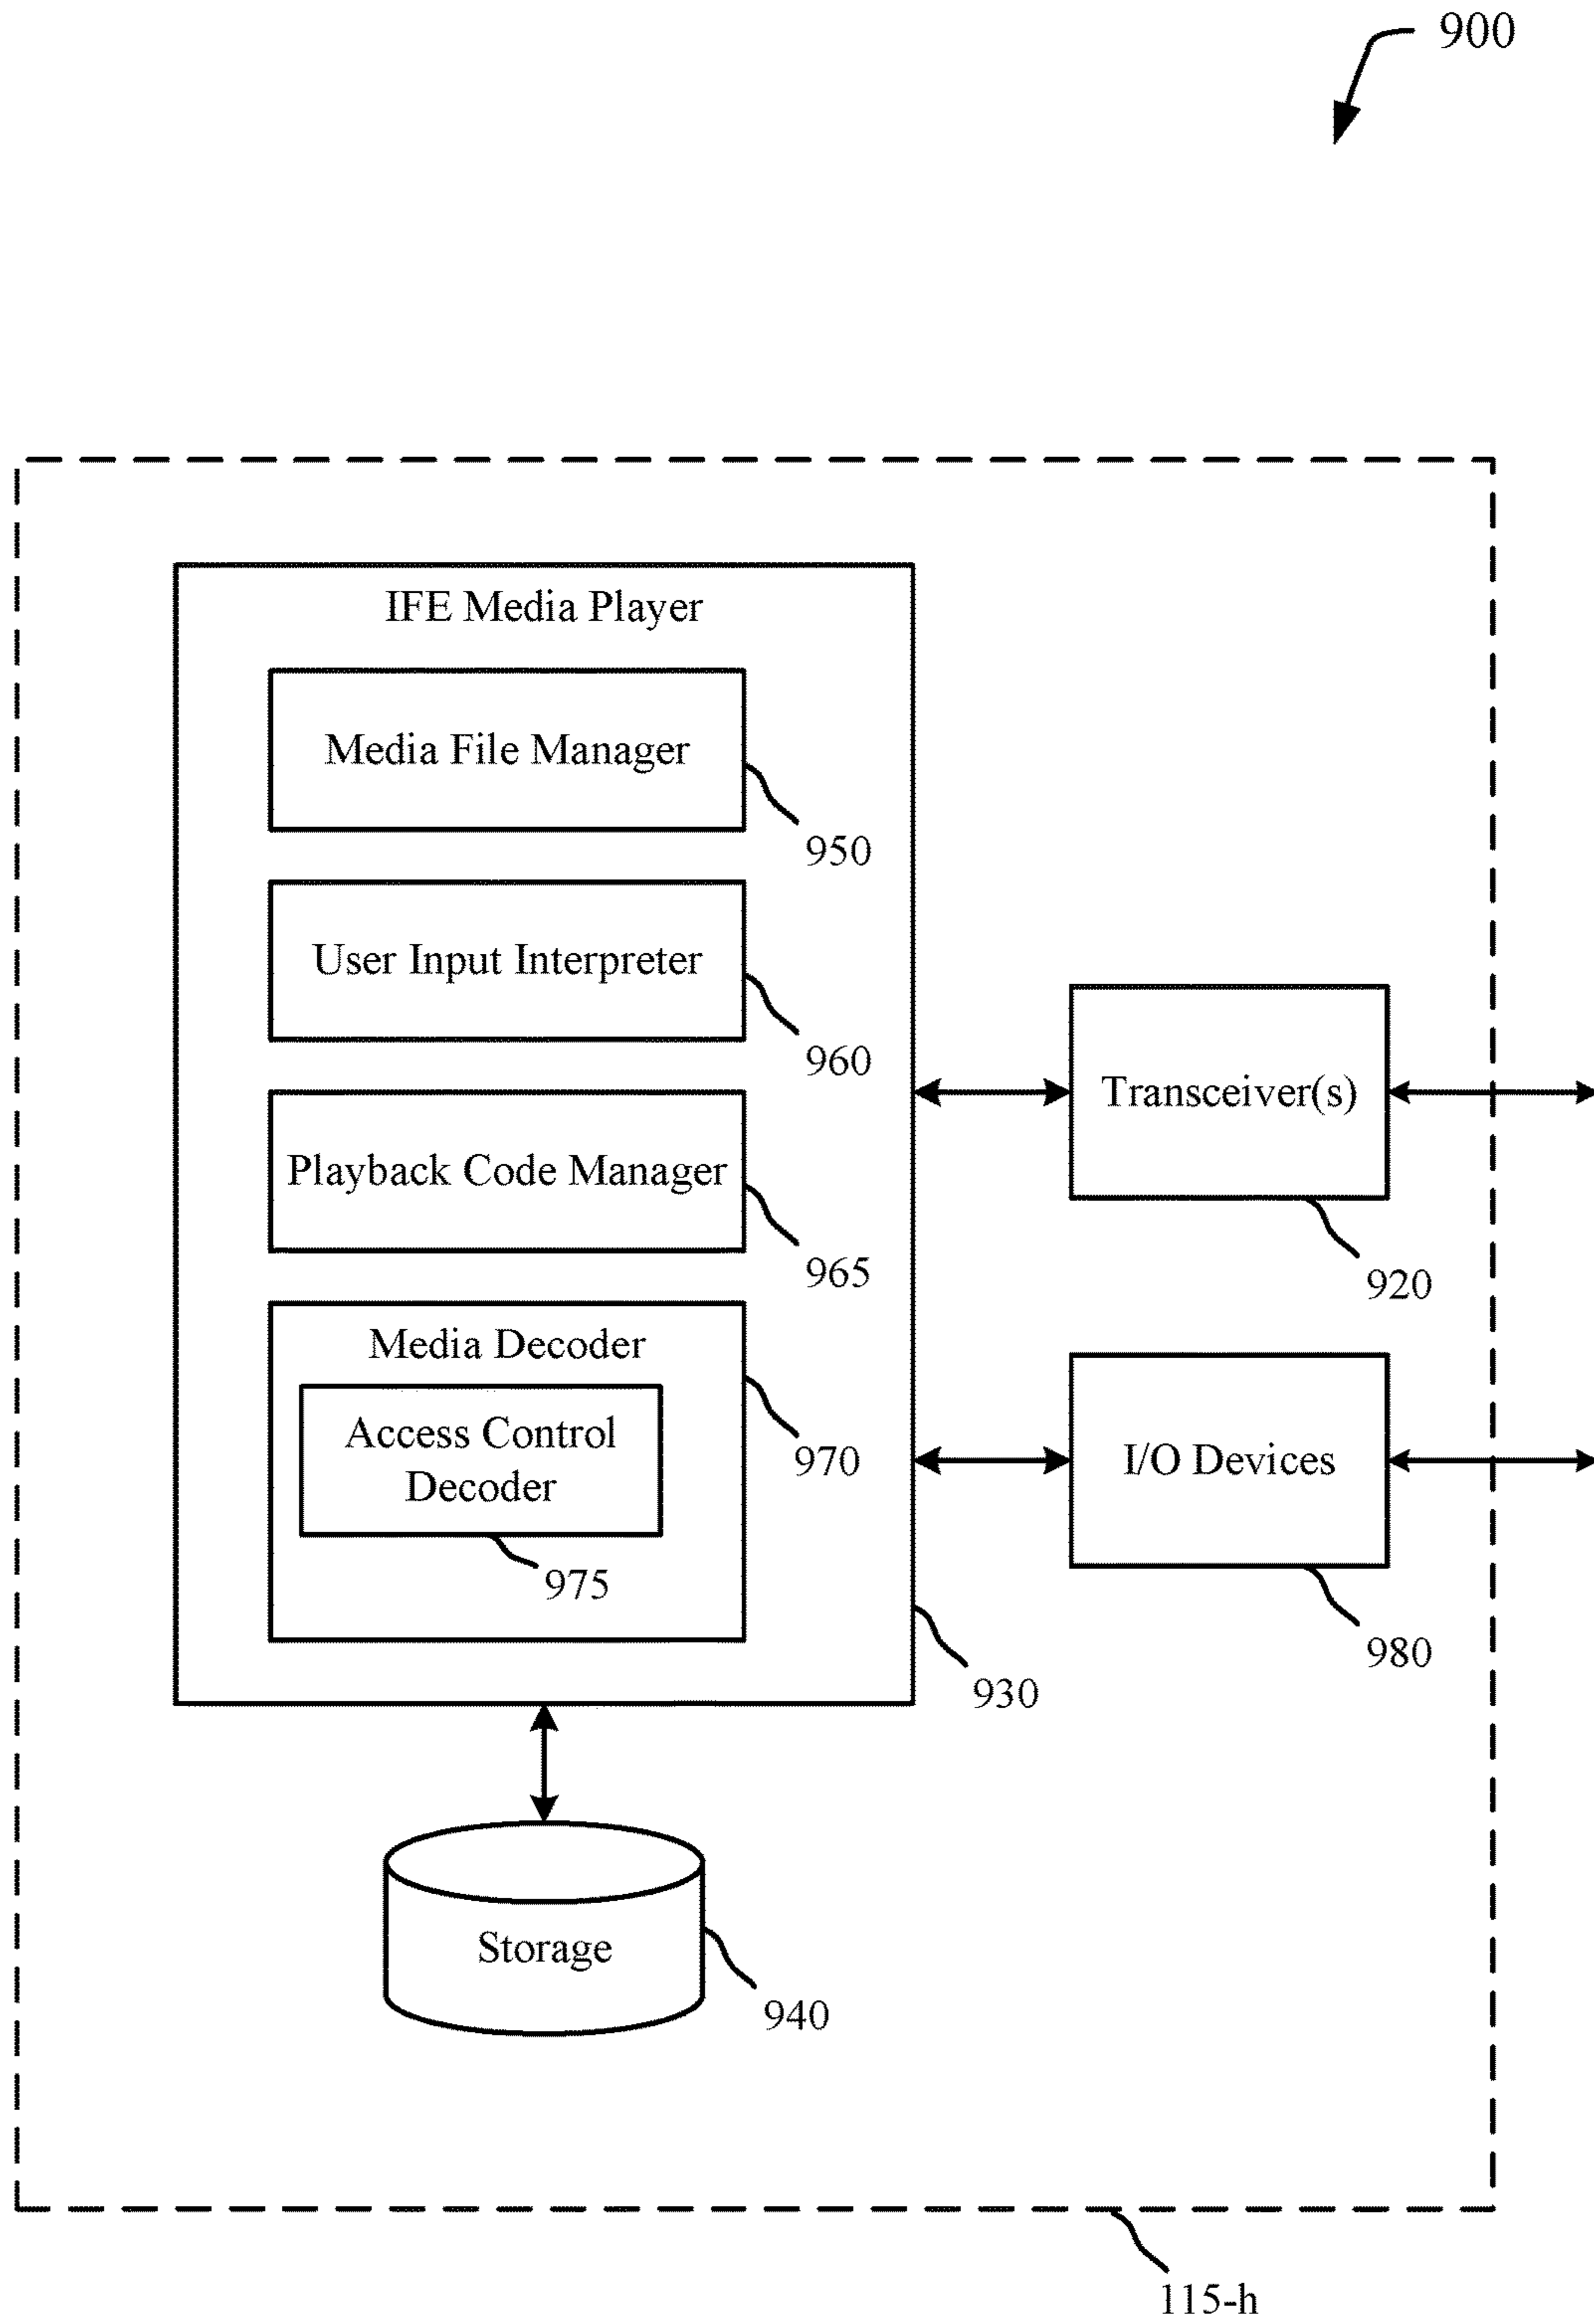 900
IFE Media Player
Media File Manager
950
User Input Interpreter
960
Playback Code Manager
965
Transceiver(s)
920
Media Decoder
Access Control
Decoder
970
975
I/O Devices
980
930
Storage
940
115-h